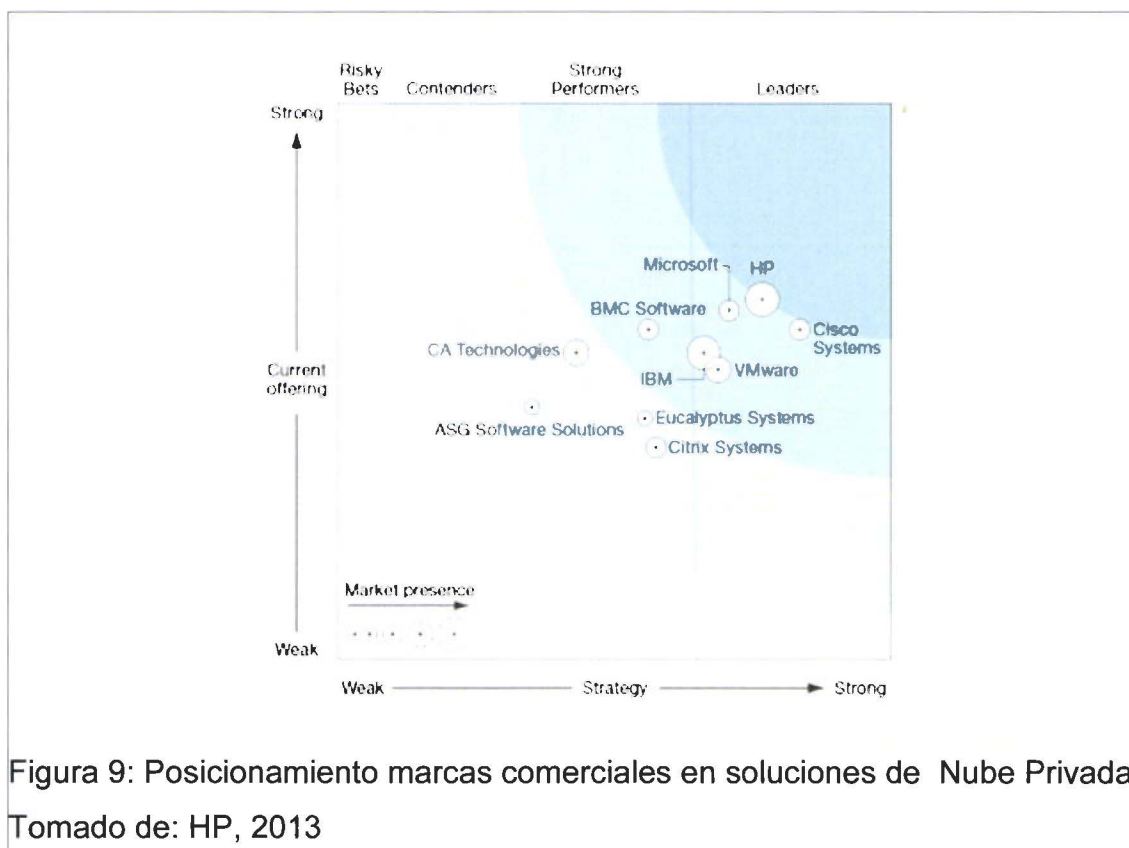 Risky
Bets
Contenders
Strong
Performers
Leaders
Strong
Microsoft
HP
BMC Software
Cisco
Systems
CA Technologies
IBM
VMware
Current
offering
ASG Software Solutions
Eucalyptus Systems
Citrix Systems
Market presence
Weak
Weak
Strategy
Strong
Figura 9: Posicionamiento marcas comerciales en soluciones de Nube Privada
Tomado de: HP, 2013